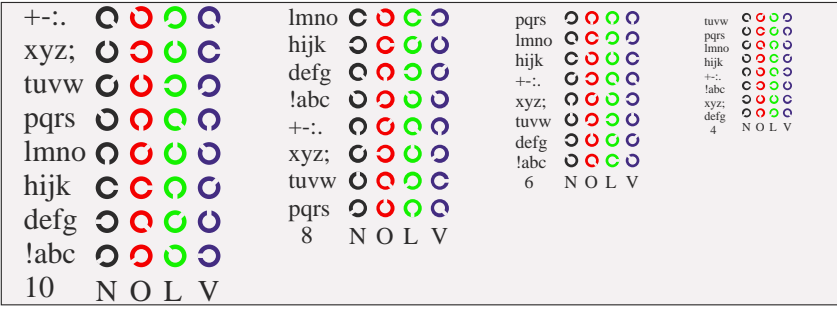 +-:.
xyz;
tuvw
pqrs
lmno
hijk
defg
!abc
10 N O L V
lmno
hijk
defg
!abc
+-:.
xyz;
tuvw
pqrs
8 N O L V
pqrs
lmno
hijk
+-:.
xyz;
tuvw
defg
!abc
6 N O L V
tuvw
pqrs
lmno
hijk
+-:.
!abc
xyz;
defg
4 N O L V